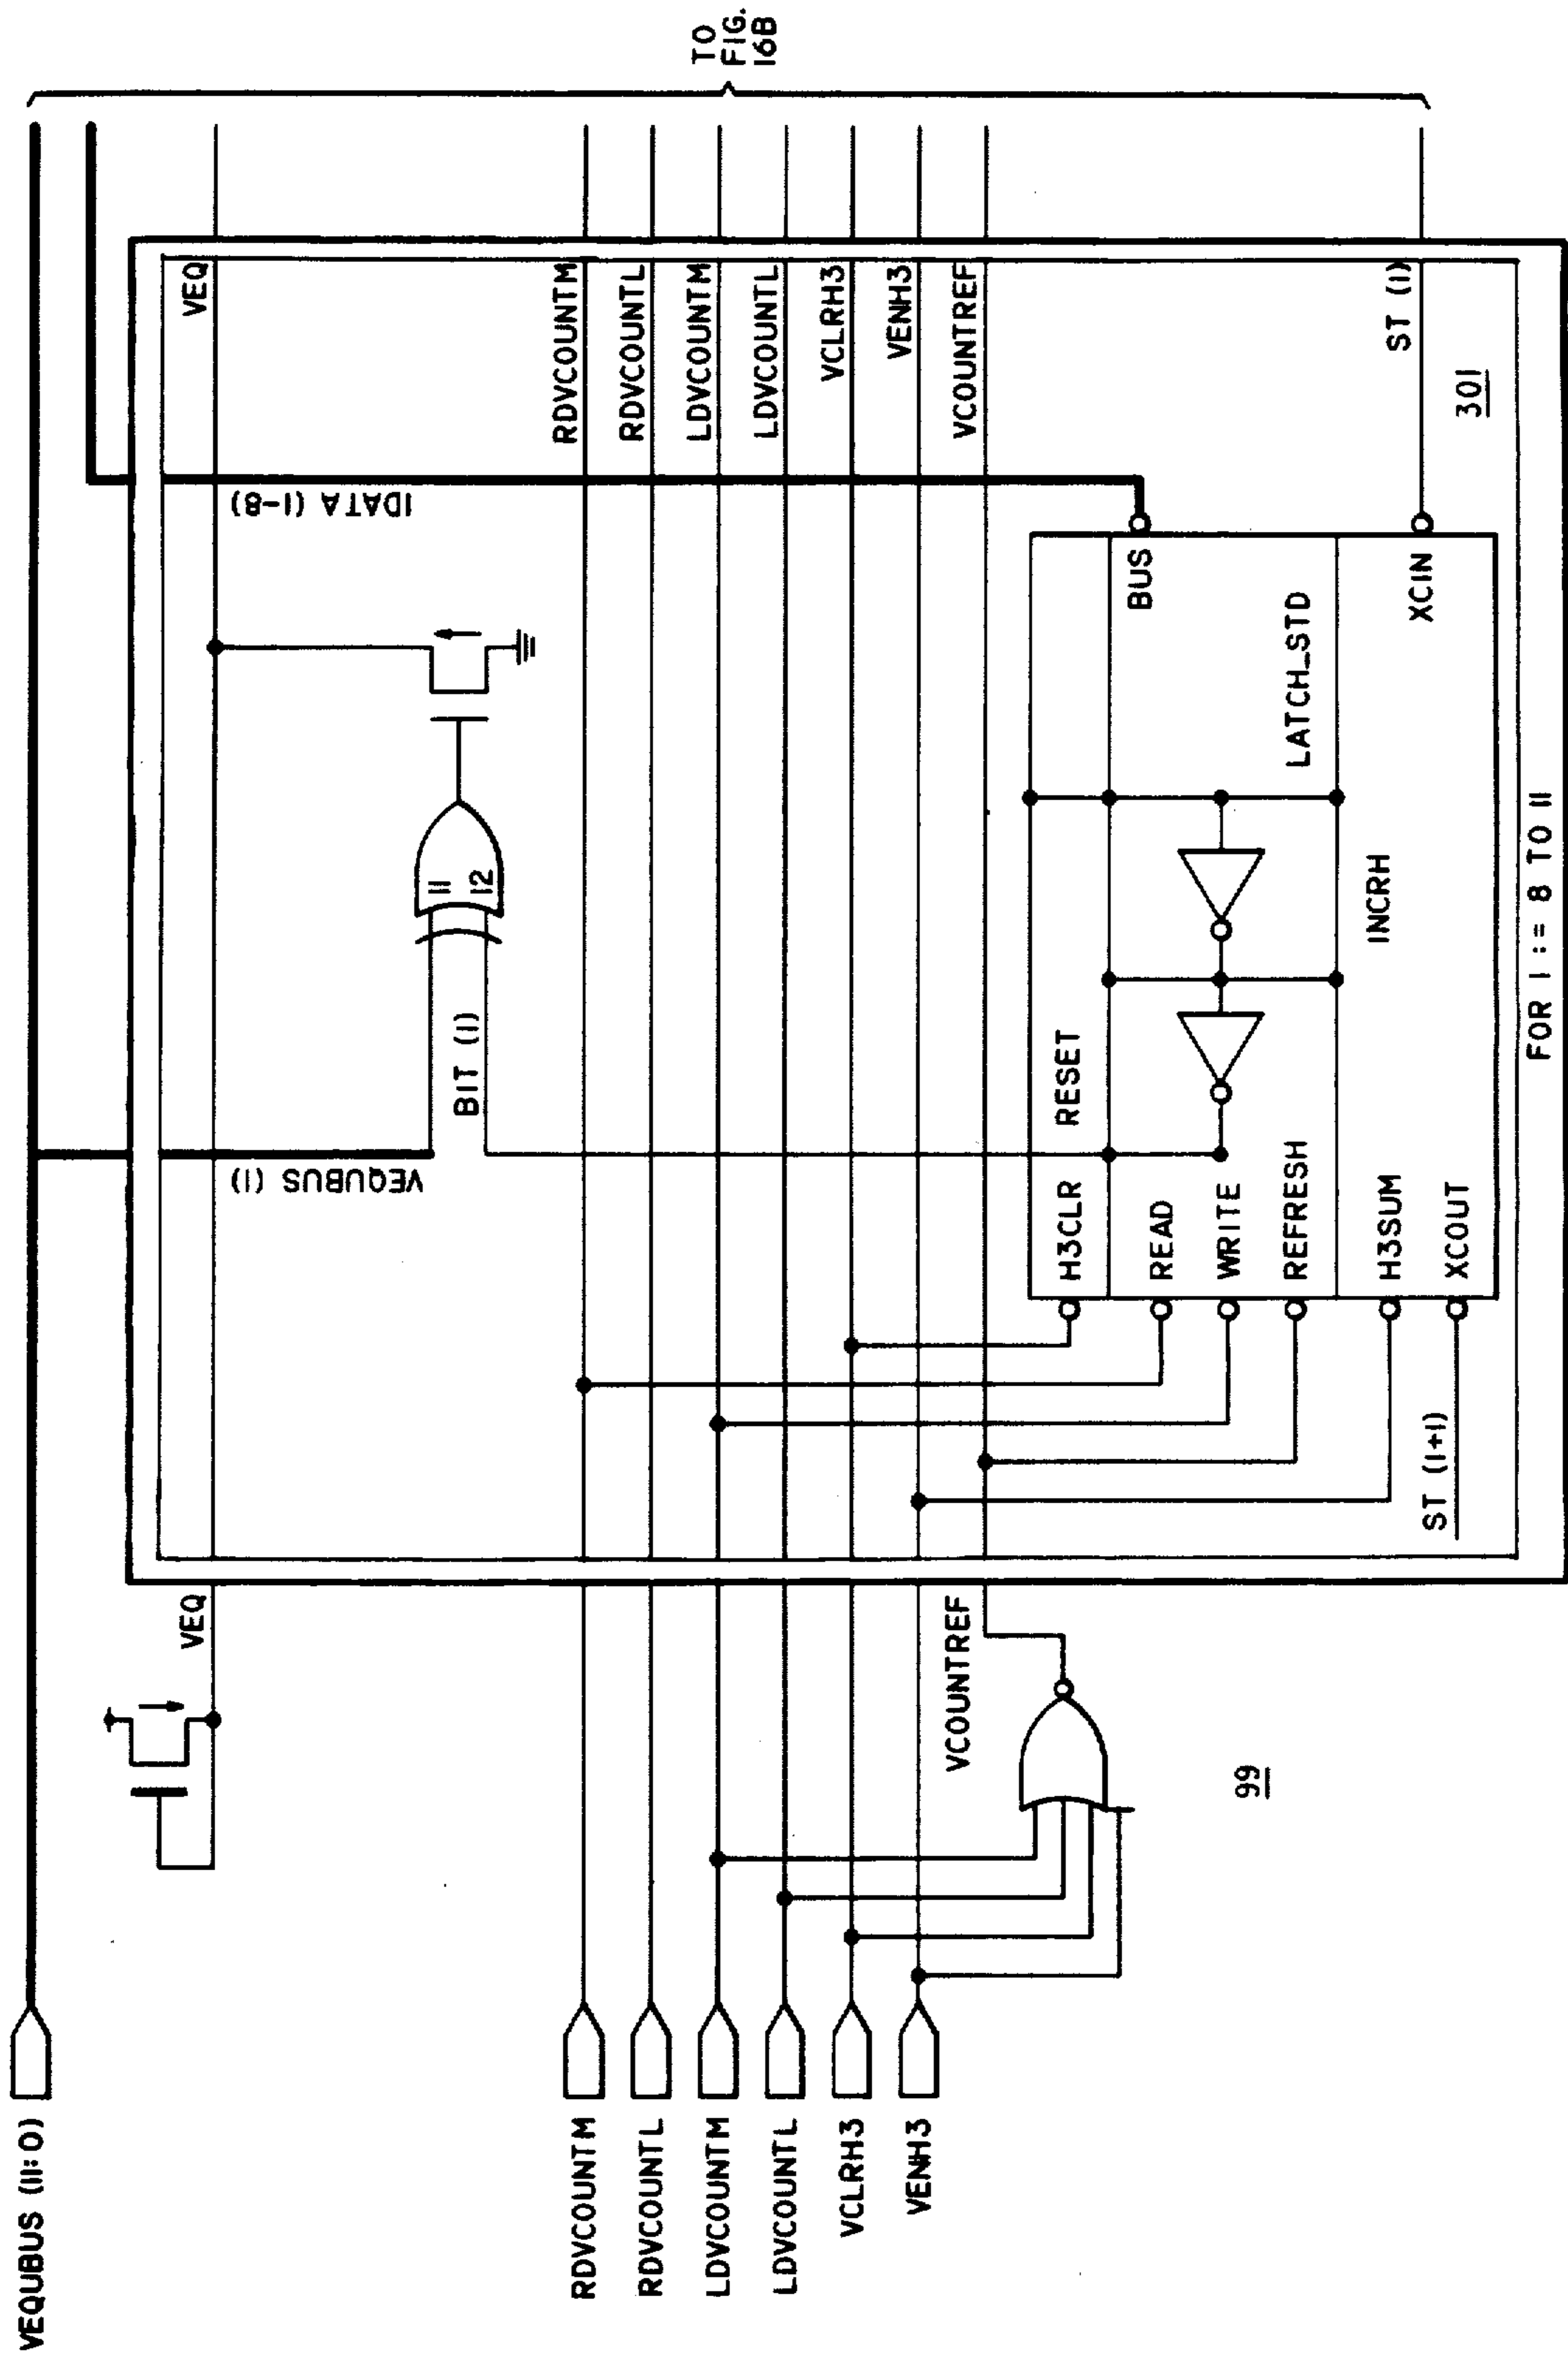 VEQUBUS (11:0)
RDVCOUNTM
RDVCOUNTL
LDVCOUNTM
LDVCOUNTL
VCLRH3
VENH3
VEQ
VCOUNTREF
99
VEQUBUS (I)
BIT (I)
I1
I2
IDATA (I-8)
VEQ
RDVCOUNTM
RDVCOUNTL
LDVCOUNTM
LDVCOUNTL
VCLRH3
VENH3
VCOUNTREF
H3CLR
RESET
READ
WRITE
REFRESH
BUS
LATCH_STD
H3SUM
INCRH
XCOUT
XCIN
ST (I+1)
ST (I)
301
FOR I := 8 TO 11
TO
FIG.
16B